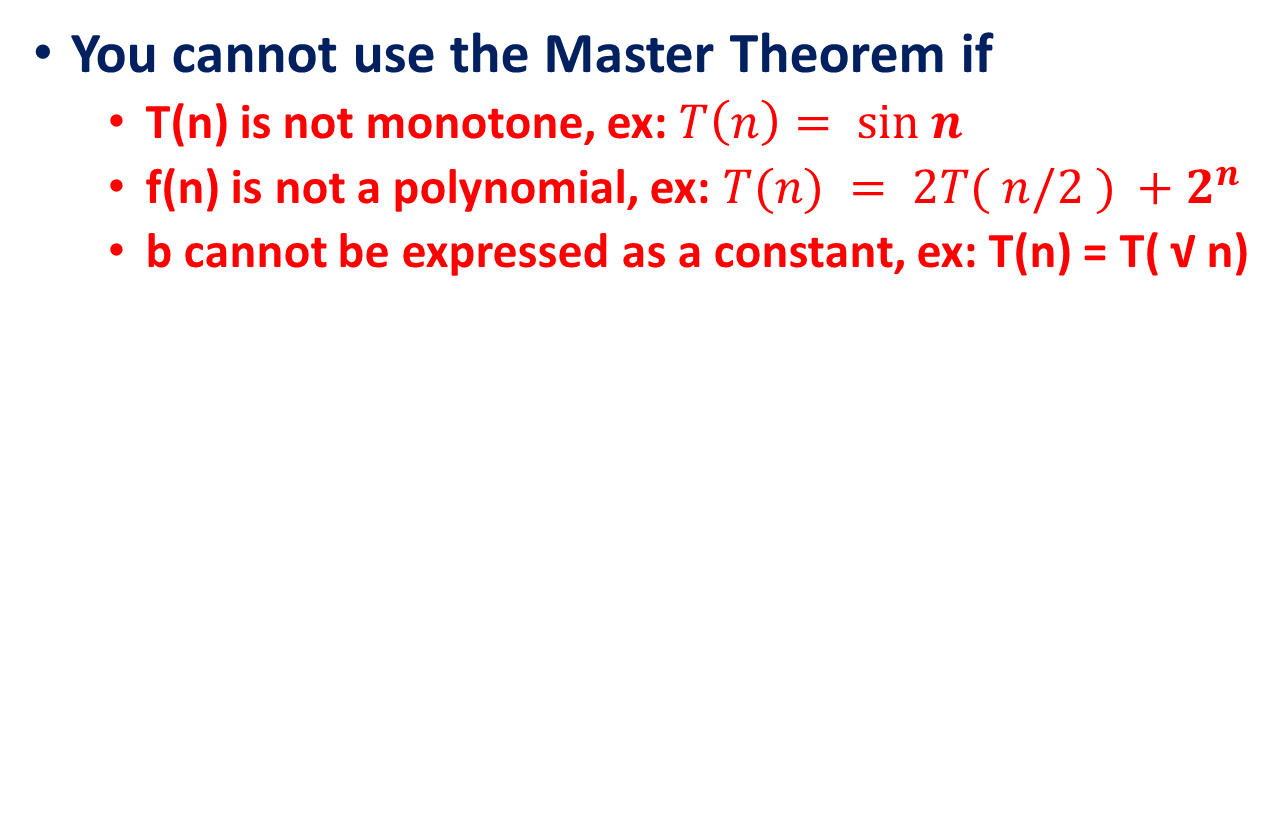 • You cannot use the Master Theorem if
• T(n) is not monotone, ex: T(n) = sin n
• f(n) is not a polynomial, ex: T(n) = 2T( n/2 ) + 2ⁿ
• b cannot be expressed as a constant, ex: T(n) = T( √ n)